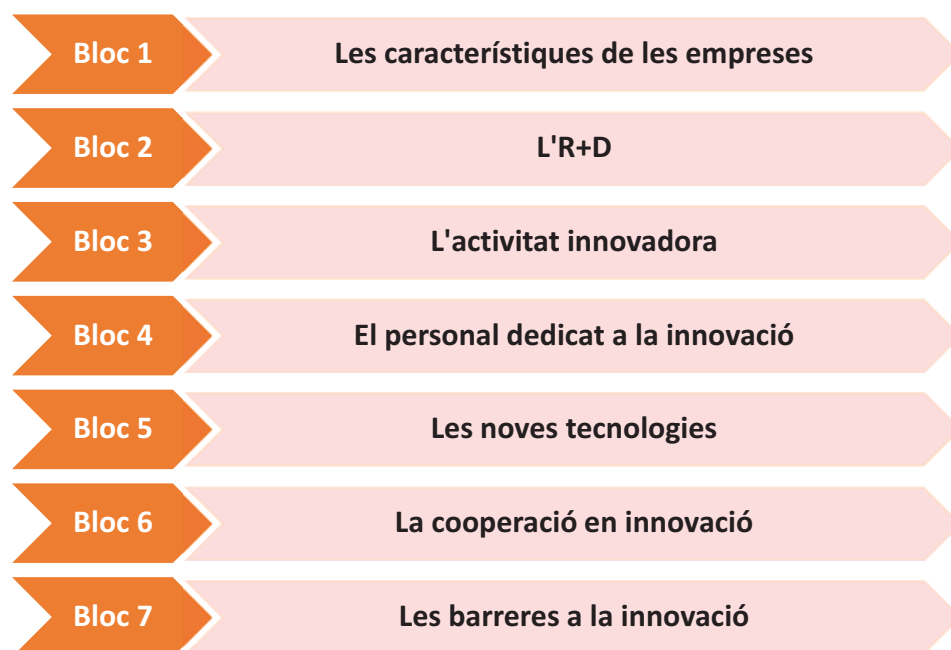 Bloc 1
Les característiques de les empreses
Bloc 2
L'R+D
Bloc 3
L'activitat innovadora
Bloc 4
El personal dedicat a la innovació
Bloc 5
Les noves tecnologies
Bloc 6
La cooperació en innovació
Bloc 7
Les barreres a la innovació